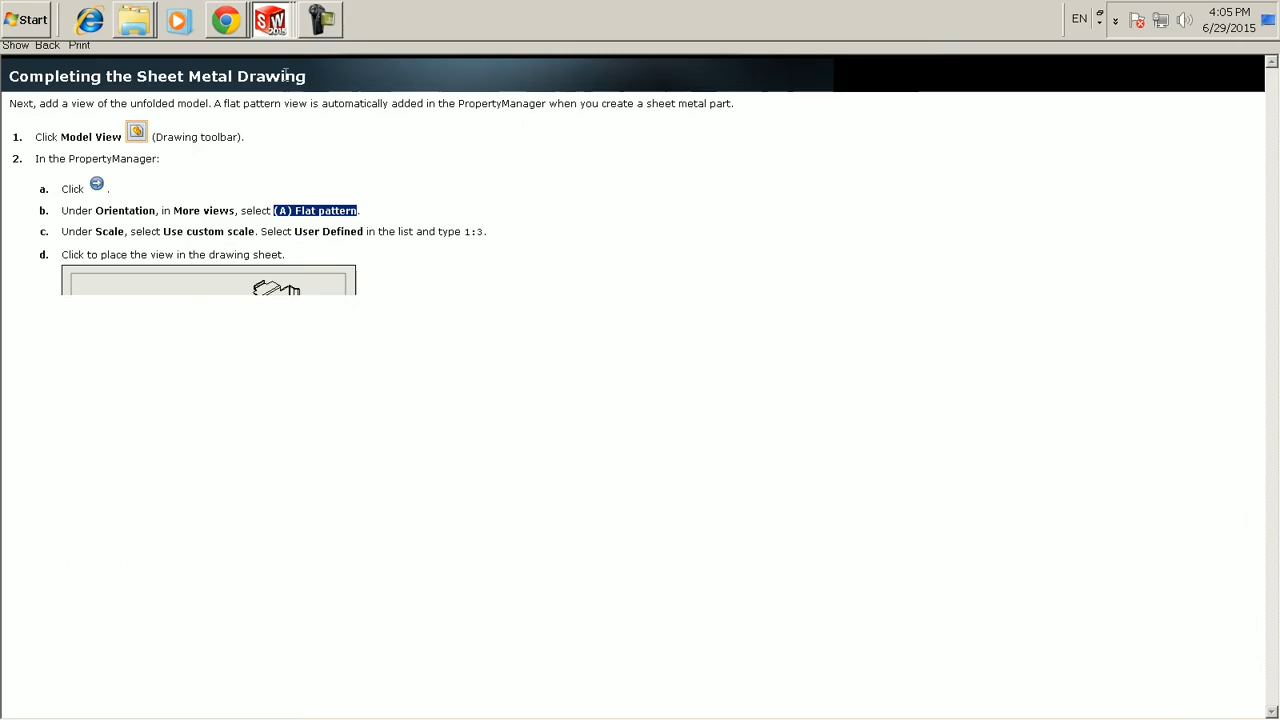 Start
EN
4:05 PM
6/29/2015
SW
2015
Show Back Print
Completing the Sheet Metal Drawing
Next, add a view of the unfolded model. A flat pattern view is automatically added in the PropertyManager when you create a sheet metal part.
1. Click Model View (Drawing toolbar).
2. In the PropertyManager:
a. Click .
b. Under Orientation, in More views, select (A) Flat pattern.
c. Under Scale, select Use custom scale. Select User Defined in the list and type 1:3.
d. Click to place the view in the drawing sheet.